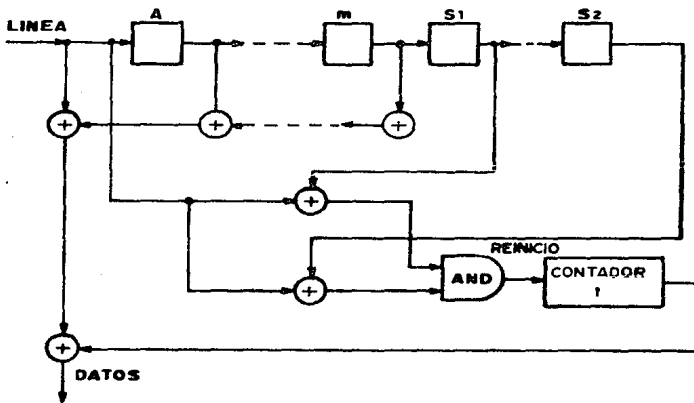 LINEA
A
m
S1
S2
+
+
+
+
REINICIO
+
AND
CONTADOR
1
+
DATOS